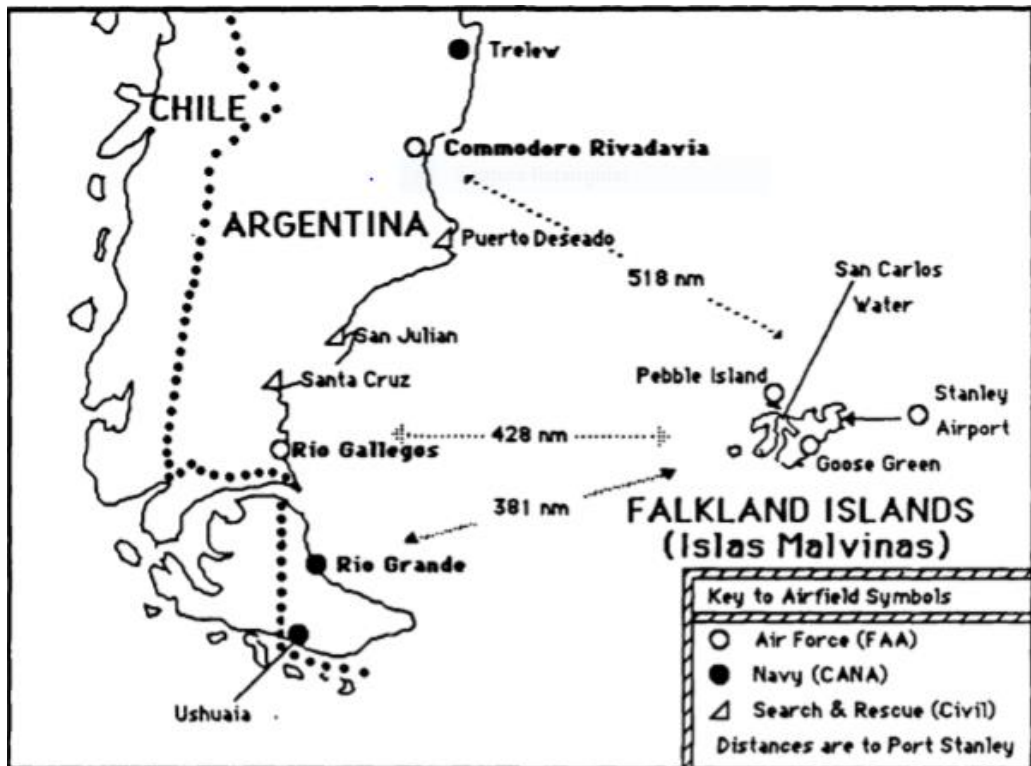 Trelew
CHILE
Commodoro Rivadavia
ARGENTINA
Puerto Deseado
518 nm
San Carlos
Water
San Julian
Santa Cruz
Pebble Island
Stanley
Airport
428 nm
Rio Gallegos
Goose Green
381 nm
FALKLAND ISLANDS
(Islas Malvinas)
Rio Grande
Key to Airfield Symbols
Air Force (FAA)
Navy (CANA)
Search & Rescue (Civil)
Distances are to Port Stanley
Ushuaia